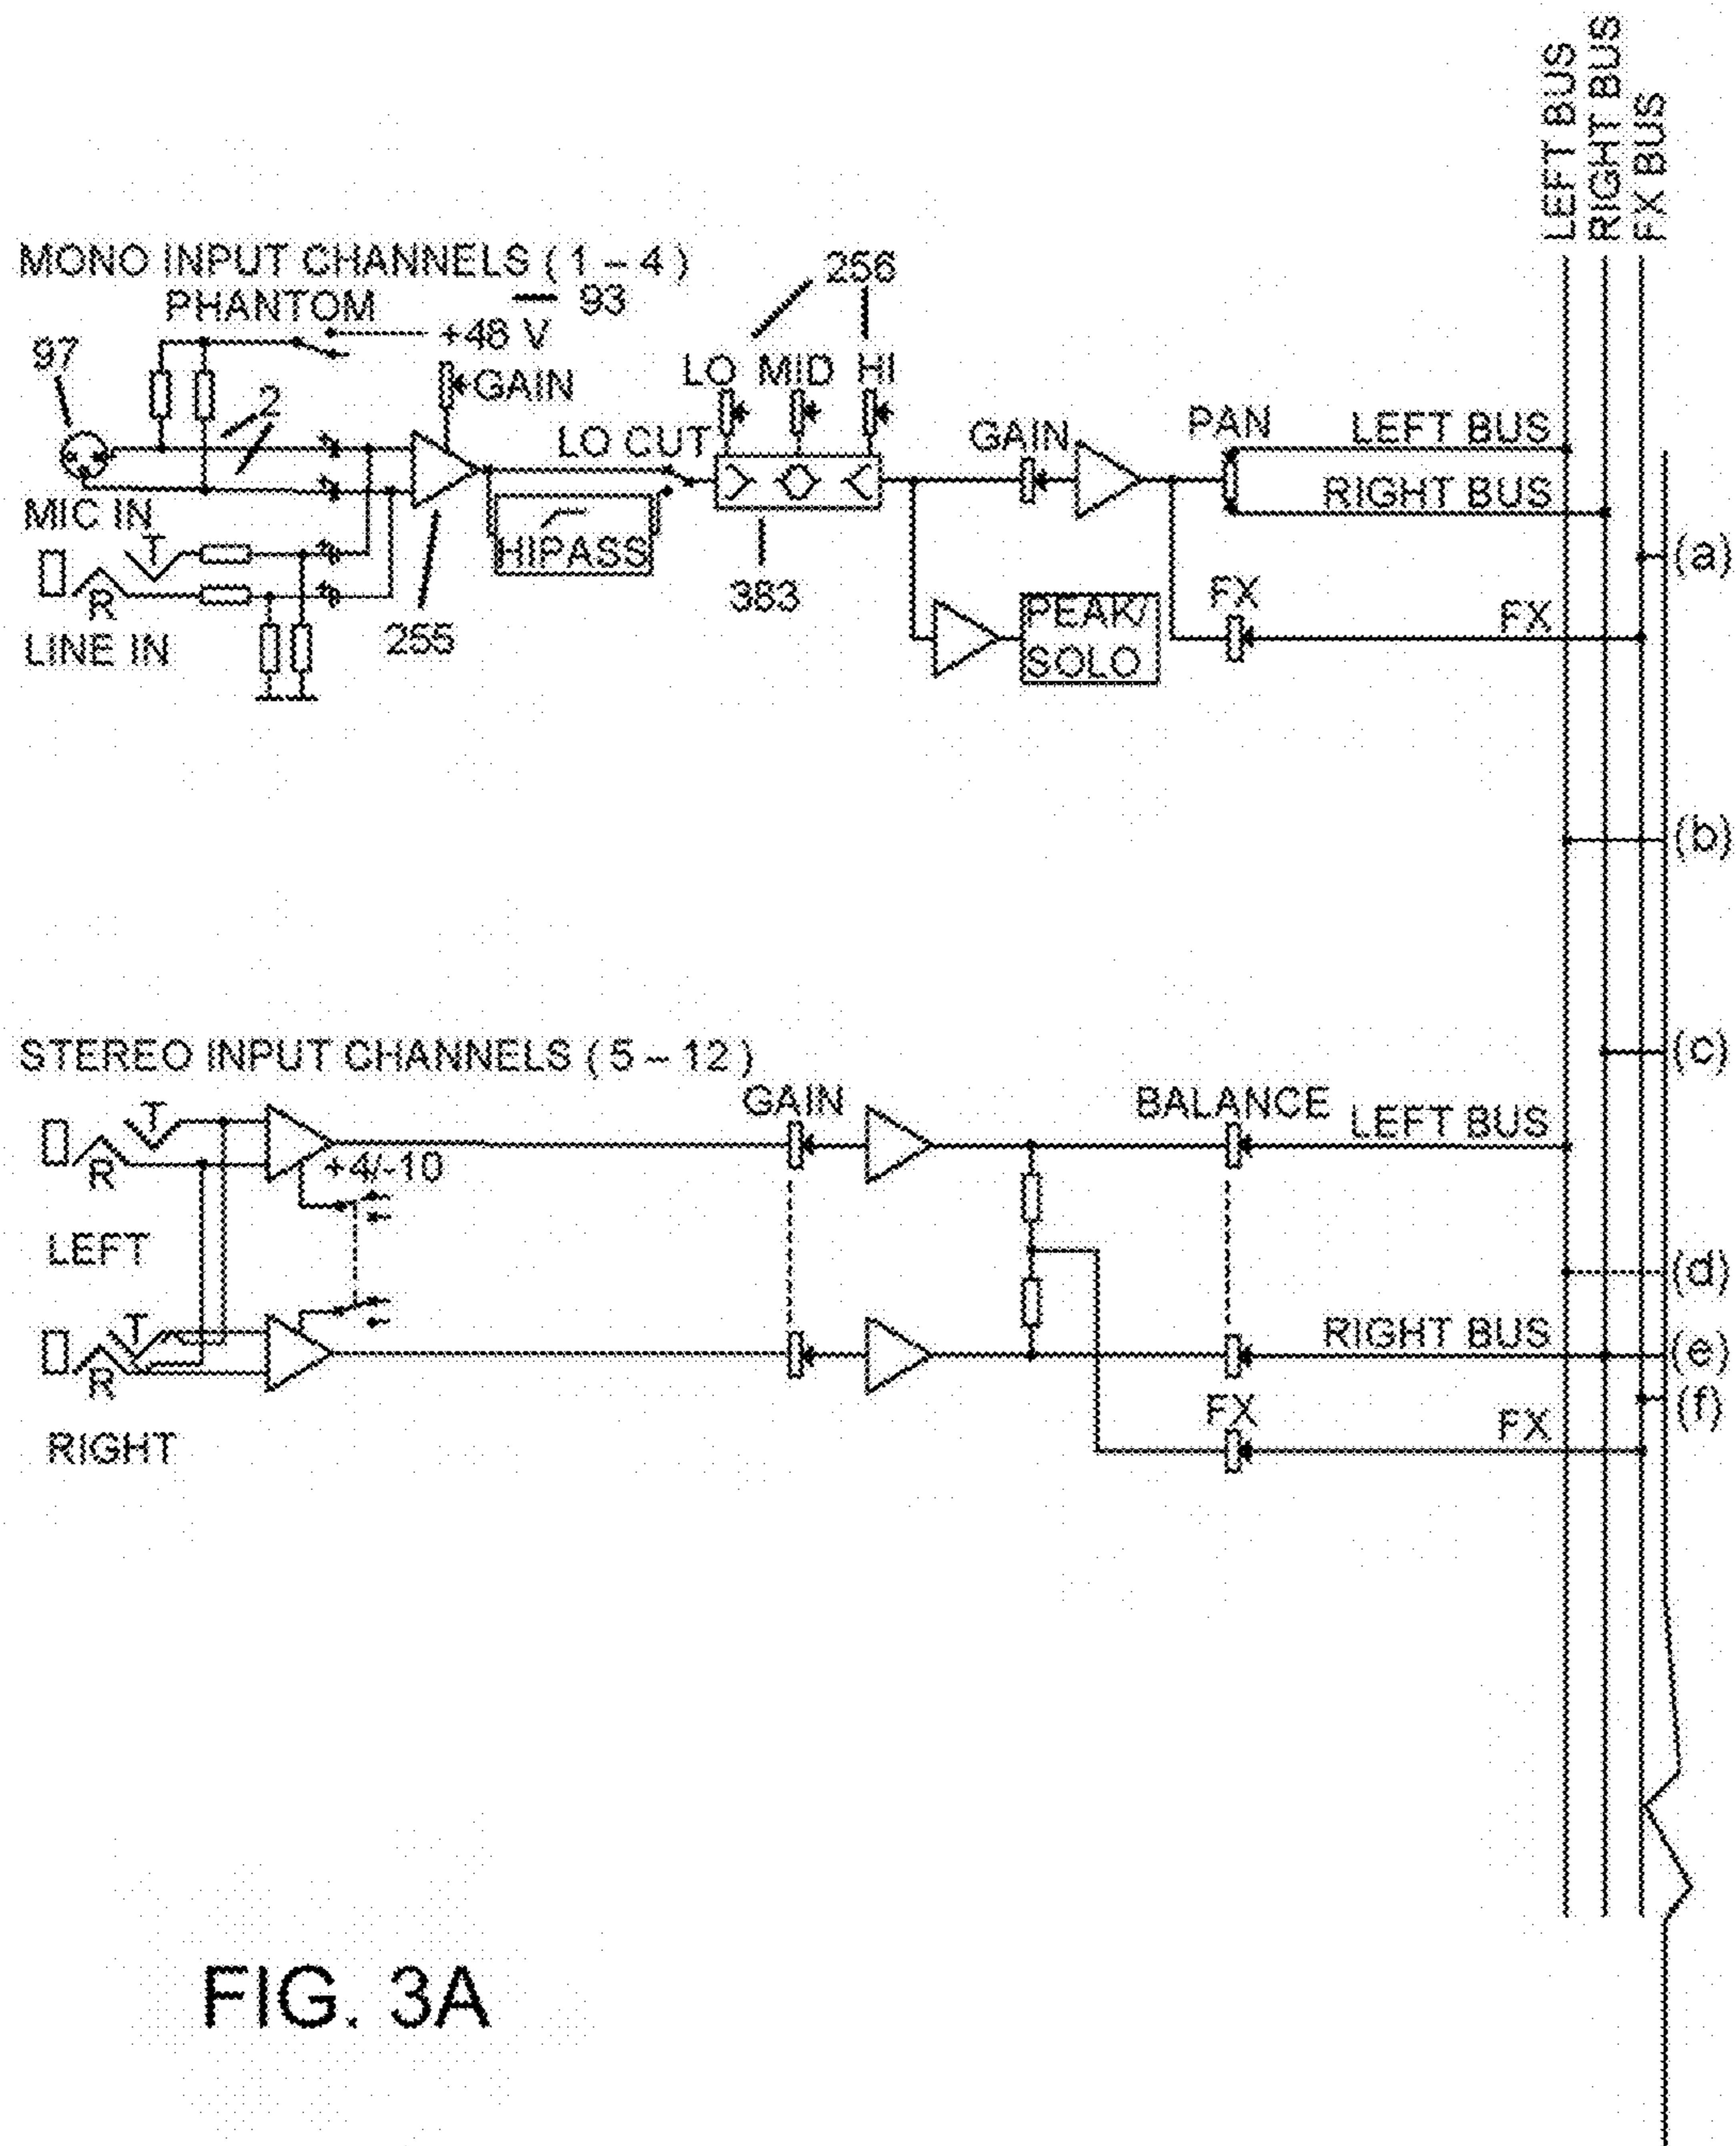 LEFT BUS
RIGHT BUS
FX BUS
MONO INPUT CHANNELS ( 1 – 4 )
PHANTOM
93
256
97
+48 V
GAIN
LO MID HI
2
LO CUT
GAIN
PAN
LEFT BUS
RIGHT BUS
MIC IN
T
R
HIPASS
383
(a)
LINE IN
255
PEAK/
SOLO
FX
FX
(b)
(c)
STEREO INPUT CHANNELS ( 5 – 12 )
GAIN
BALANCE
LEFT BUS
T
R
+4/-10
LEFT
(d)
T
R
RIGHT BUS
(e)
RIGHT
FX
FX
(f)
FIG. 3A